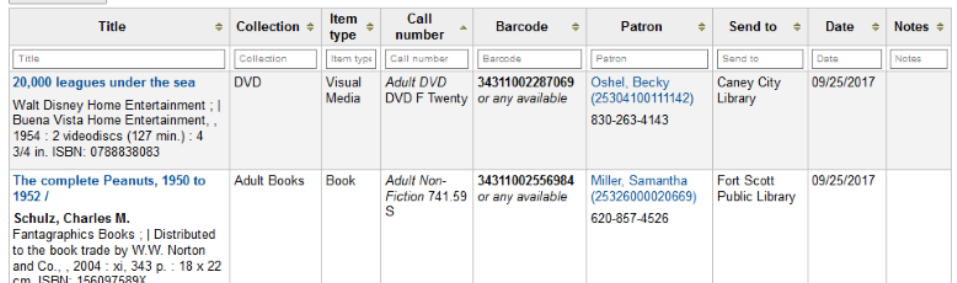 Title Collection Item type Call number Barcode Patron Send to Date Notes
Title Collection Item type Call number Barcode Patron Send to Date Notes
20,000 leagues under the sea
Walt Disney Home Entertainment ; |
Buena Vista Home Entertainment, ,
1954 : 2 videodiscs (127 min.) : 4
3/4 in. ISBN: 0788838083
DVD
Visual
Media
Adult DVD
DVD F Twenty
34311002287069
or any available
Oshel, Becky
(25304100111142)
830-263-4143
Caney City
Library
09/25/2017
The complete Peanuts, 1950 to
1952 /
Schulz, Charles M.
Fantagraphics Books ; | Distributed
to the book trade by W.W. Norton
and Co., , 2004 : xi, 343 p. : 18 x 22
cm. ISBN: 156097589X
Adult Books
Book
Adult Non-
Fiction 741.59
S
34311002556984
or any available
Miller, Samantha
(25326000020669)
620-857-4526
Fort Scott
Public Library
09/25/2017